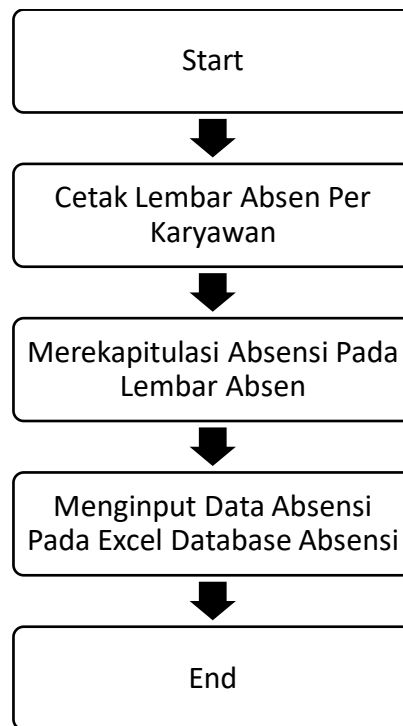 Start
Cetak Lembar Absen Per
Karyawan
Merekapitulasi Absensi Pada
Lembar Absen
Menginput Data Absensi
Pada Excel Database Absensi
End